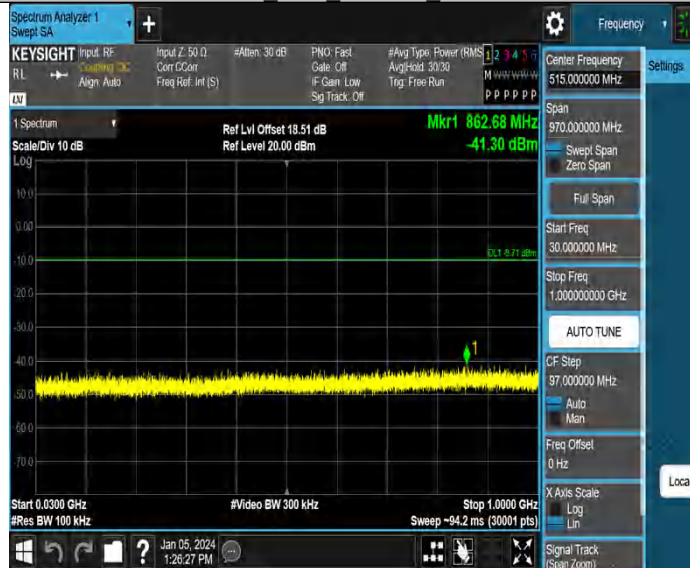 Spectrum Analyzer 1
Swept SA
Frequency
KEYSIGHT
RL
Input: RF
Coupling: DC
Align: Auto
Input Z: 50 Ω
Corr CCorr
Freq Ref: Int (S)
#Atten: 30 dB
PNO: Fast
Gate: Off
IF Gain: Low
Sig Track: Off
#Avg Type: Power (RMS
Avg|Hold: 30/30
Trig: Free Run
1 2 3 4 5 6
M W W W W W
P P P P P P
Center Frequency
515.000000 MHz
Settings
Span
970.000000 MHz
Swept Span
Zero Span
Full Span
Start Freq
30.000000 MHz
Stop Freq
1.000000000 GHz
AUTO TUNE
CF Step
97.000000 MHz
Auto
Man
Freq Offset
0 Hz
X Axis Scale
Log
Lin
Signal Track
(Span Zoom)
Loca
1 Spectrum
Scale/Div 10 dB
Log
Ref Lvl Offset 18.51 dB
Ref Level 20.00 dBm
Mkr1 862.68 MHz
-41.30 dBm
10.0
0.00
-10.0
DL1 -9.71 dBm
-20.0
-30.0
-40.0
1
-50.0
-60.0
-70.0
Start 0.0300 GHz
#Res BW 100 kHz
#Video BW 300 kHz
Stop 1.0000 GHz
Sweep ~94.2 ms (30001 pts)
?
Jan 05, 2024
1:26:27 PM